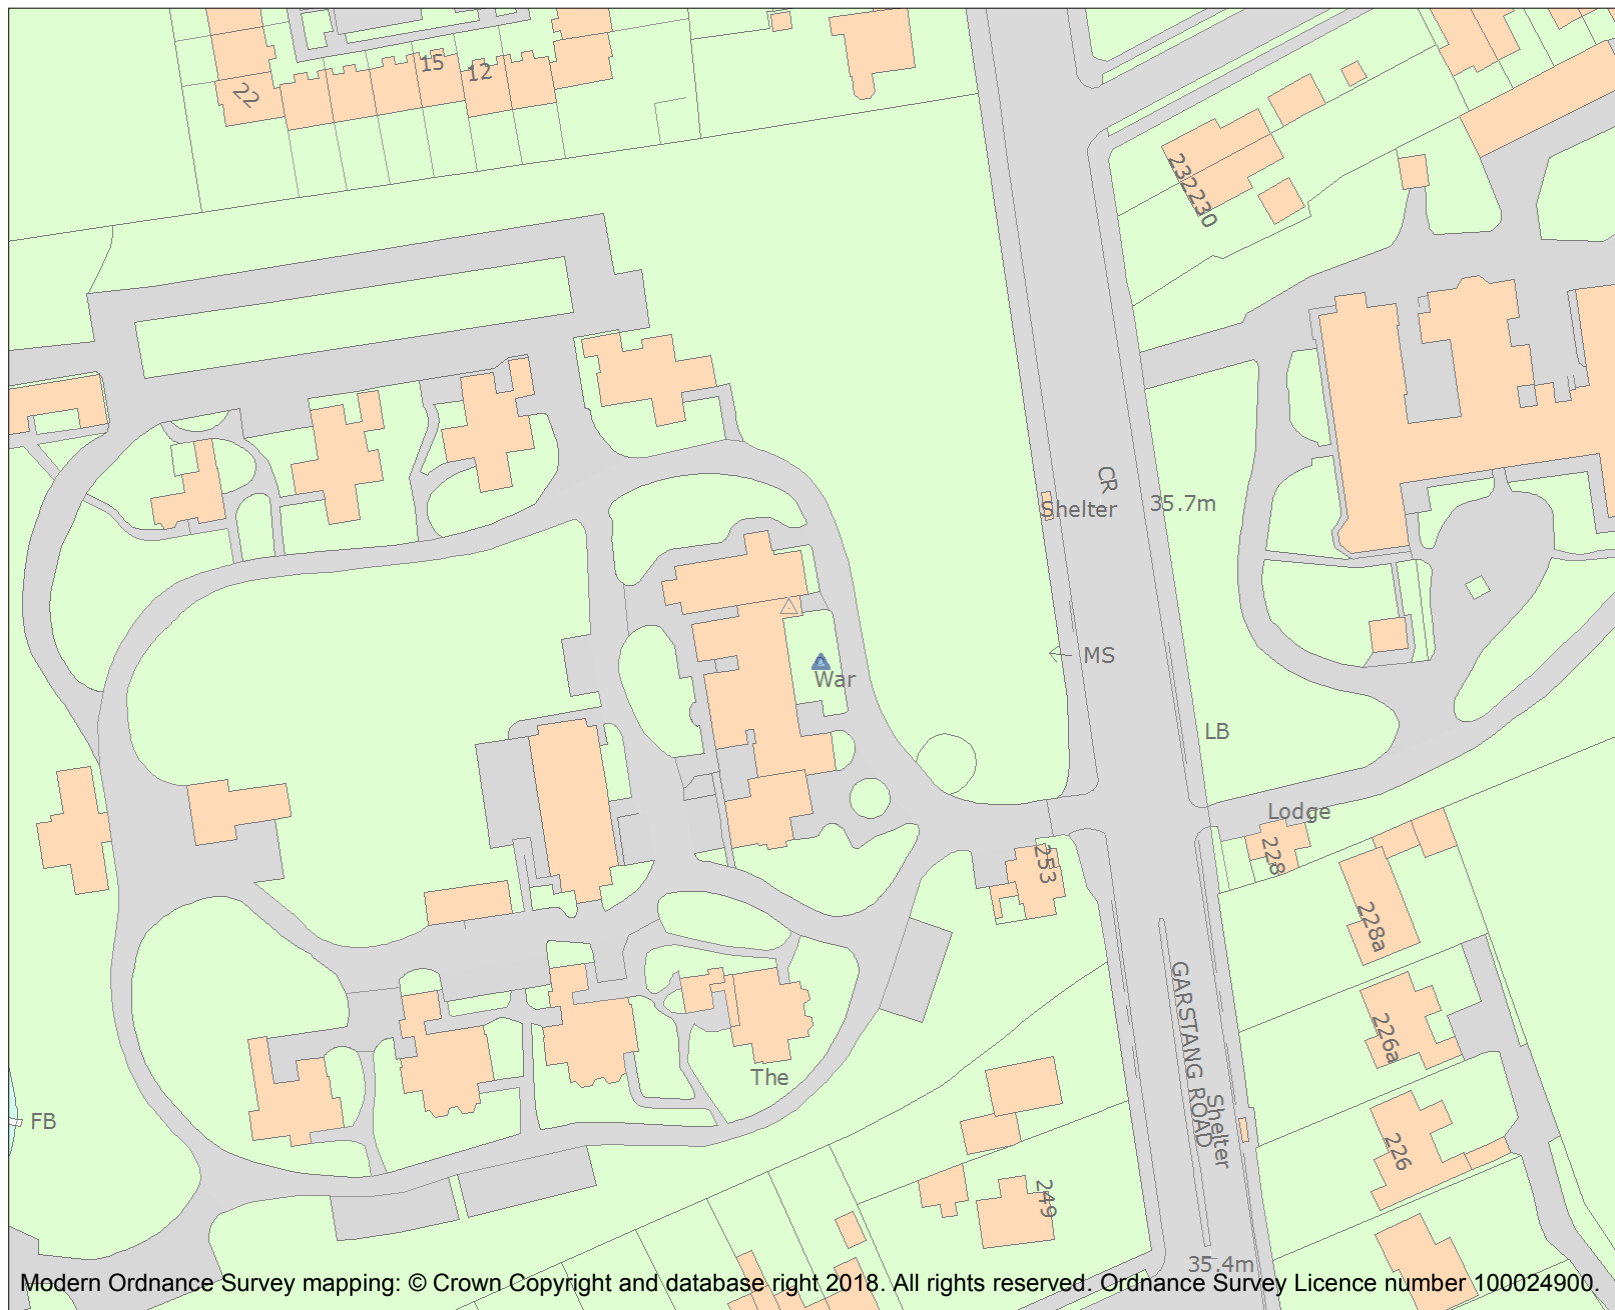 15
12
22
232230
CR
35.7m
Shelter
MS
War
LB
Lodge
253
228
228a
GARSTANG ROAD
226a
The
Shelter
FB
226
249
35.4m
Modern Ordnance Survey mapping: © Crown Copyright and database right 2018. All rights reserved. Ordnance Survey Licence number 100024900.